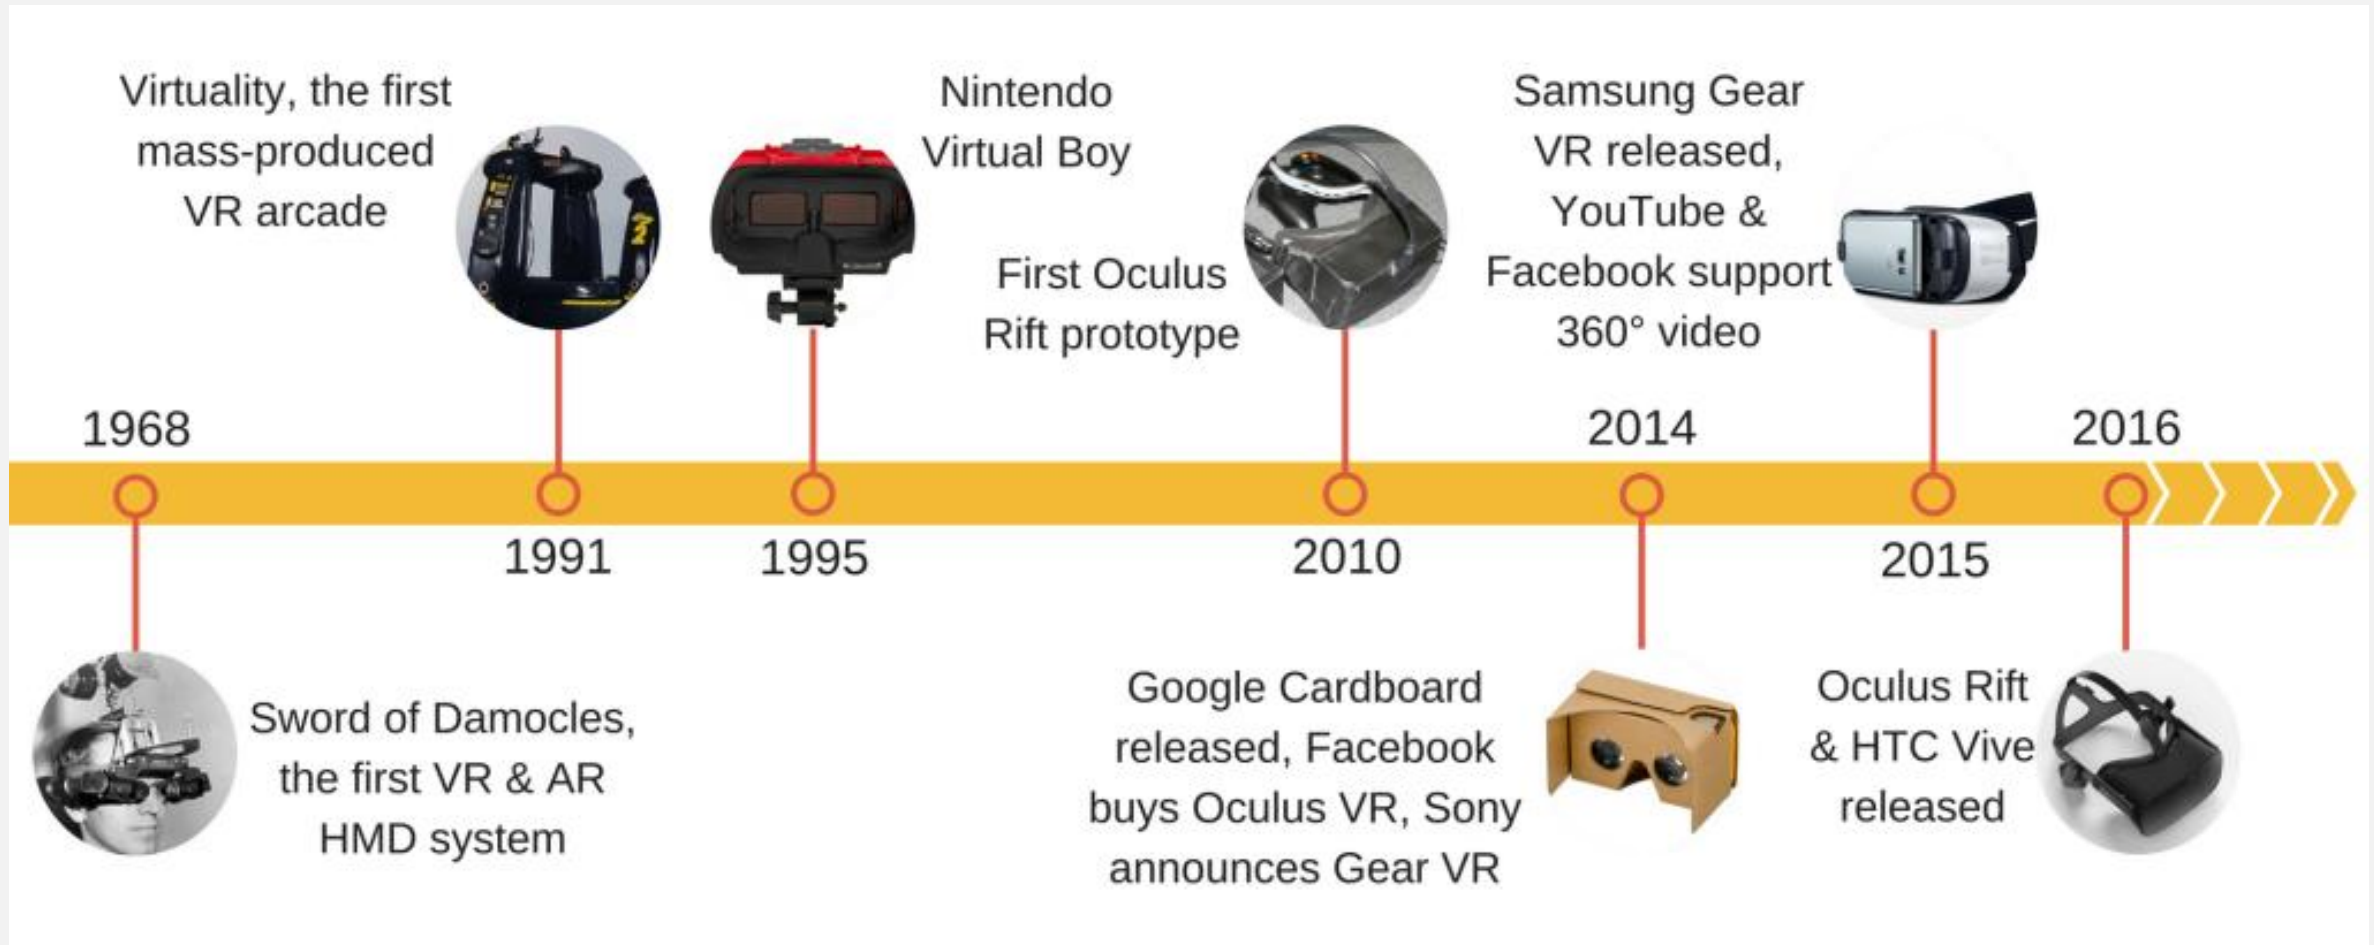 Virtuality, the first
mass-produced
VR arcade
Nintendo
Virtual Boy
First Oculus
Rift prototype
Samsung Gear
VR released,
YouTube &
Facebook support
360° video
1968
2014
2016
1991
1995
2010
2015
Sword of Damocles,
the first VR & AR
HMD system
Google Cardboard
released, Facebook
buys Oculus VR, Sony
announces Gear VR
Oculus Rift
& HTC Vive
released